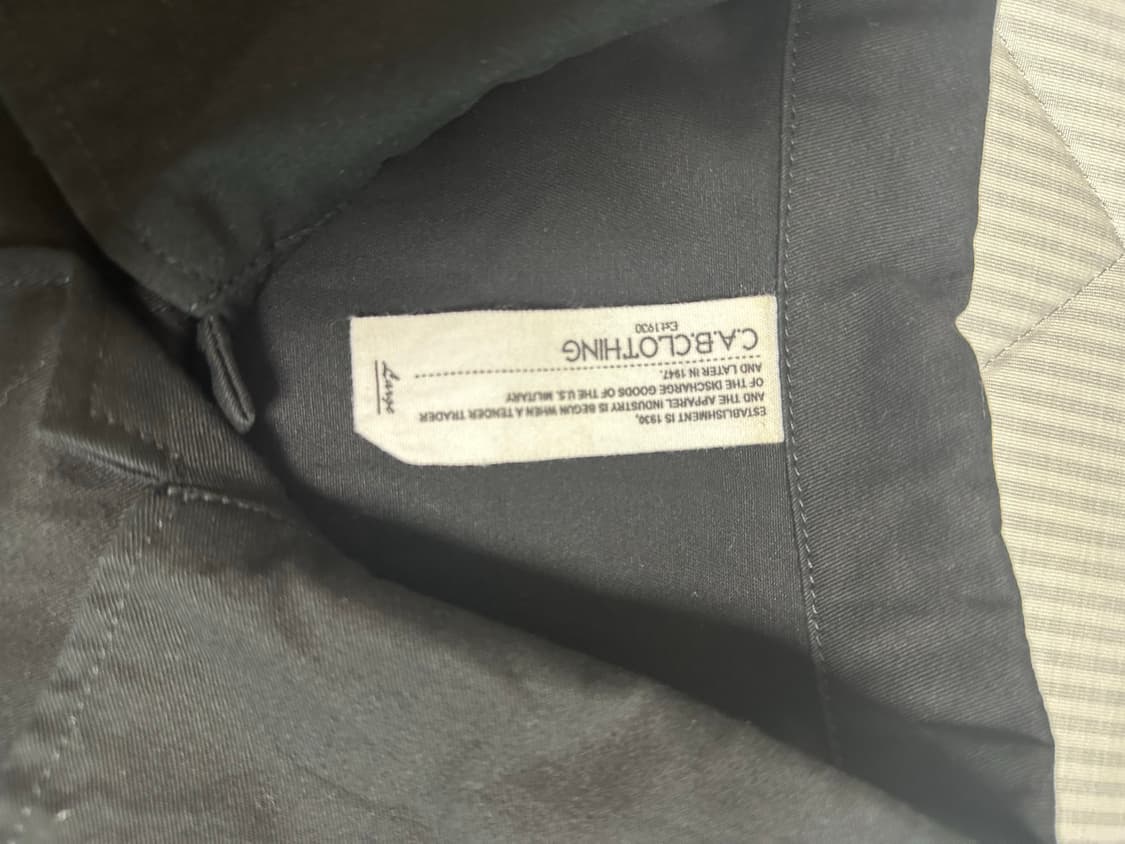 C.A.B.CLOTHING
Est.1930
ESTABLISHMENT IS 1930,
AND THE APPAREL INDUSTRY IS BEGUN WHEN A TENDER TRADER
OF THE DISCHARGE GOODS OF THE U.S. MILITARY
AND LATER IN 1947.
Large